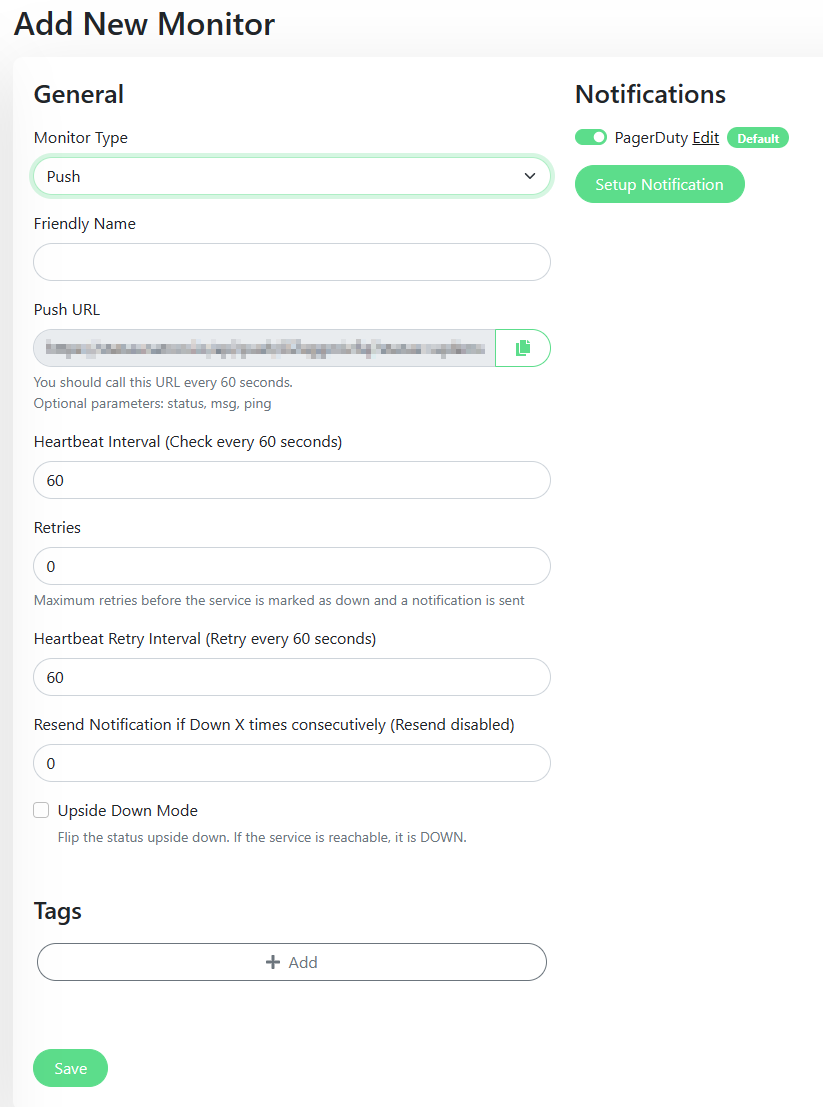 Add New Monitor
General
Monitor Type
Push
Friendly Name
Push URL
You should call this URL every 60 seconds.
Optional parameters: status, msg, ping
Heartbeat Interval (Check every 60 seconds)
60
Retries
0
Maximum retries before the service is marked as down and a notification is sent
Heartbeat Retry Interval (Retry every 60 seconds)
60
Resend Notification if Down X times consecutively (Resend disabled)
0
Upside Down Mode
Flip the status upside down. If the service is reachable, it is DOWN.
Tags
Add
Save
Notifications
PagerDuty Edit Default
Setup Notification